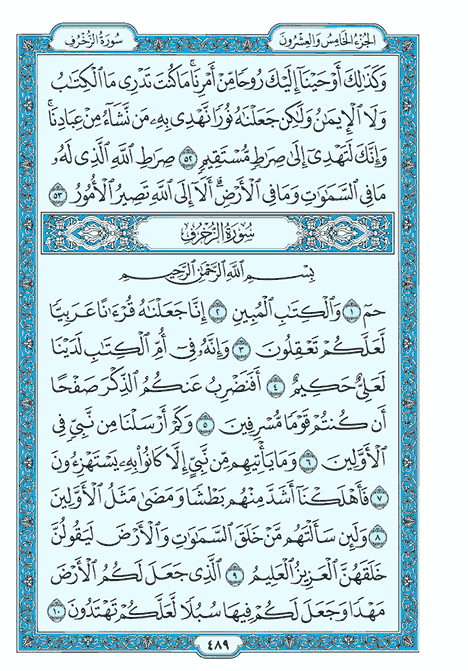 الجزء الخامس والعشرون
سورة الزخرف
وَكَذَٰلِكَ أَوْحَيْنَآ إِلَيْكَ رُوحًا مِّنْ أَمْرِنَا ۚ مَا كُنتَ تَدْرِى مَا ٱلْكِتَٰبُ
وَلَا ٱلْإِيمَٰنُ وَلَٰكِن جَعَلْنَٰهُ نُورًا نَّهْدِى بِهِۦ مَن نَّشَآءُ مِنْ عِبَادِنَا ۚ
وَإِنَّكَ لَتَهْدِىٓ إِلَىٰ صِرَٰطٍ مُّسْتَقِيمٍ ٥٢ صِرَٰطِ ٱللَّهِ ٱلَّذِى لَهُۥ
مَا فِى ٱلسَّمَٰوَٰتِ وَمَا فِى ٱلْأَرْضِ ۗ أَلَآ إِلَى ٱللَّهِ تَصِيرُ ٱلْأُمُورُ ٥٣
سورة الزخرف
بِسْمِ ٱللَّهِ ٱلرَّحْمَٰنِ ٱلرَّحِيمِ
حمٓ ١ وَٱلْكِتَٰبِ ٱلْمُبِينِ ٢ إِنَّا جَعَلْنَٰهُ قُرْءَٰنًا عَرَبِيًّا
لَّعَلَّكُمْ تَعْقِلُونَ ٣ وَإِنَّهُۥ فِىٓ أُمِّ ٱلْكِتَٰبِ لَدَيْنَا
لَعَلِىٌّ حَكِيمٌ ٤ أَفَنَضْرِبُ عَنكُمُ ٱلذِّكْرَ صَفْحًا
أَن كُنتُمْ قَوْمًا مُّسْرِفِينَ ٥ وَكَمْ أَرْسَلْنَا مِن نَّبِىٍّ فِى
ٱلْأَوَّلِينَ ٦ وَمَا يَأْتِيهِم مِّن نَّبِىٍّ إِلَّا كَانُوا۟ بِهِۦ يَسْتَهْزِءُونَ
٧ فَأَهْلَكْنَآ أَشَدَّ مِنْهُم بَطْشًا وَمَضَىٰ مَثَلُ ٱلْأَوَّلِينَ
٨ وَلَئِن سَأَلْتَهُم مَّنْ خَلَقَ ٱلسَّمَٰوَٰتِ وَٱلْأَرْضَ لَيَقُولُنَّ
خَلَقَهُنَّ ٱلْعَزِيزُ ٱلْعَلِيمُ ٩ ٱلَّذِى جَعَلَ لَكُمُ ٱلْأَرْضَ
مَهْدًا وَجَعَلَ لَكُمْ فِيهَا سُبُلًا لَّعَلَّكُمْ تَهْتَدُونَ ١٠
٤٨٩